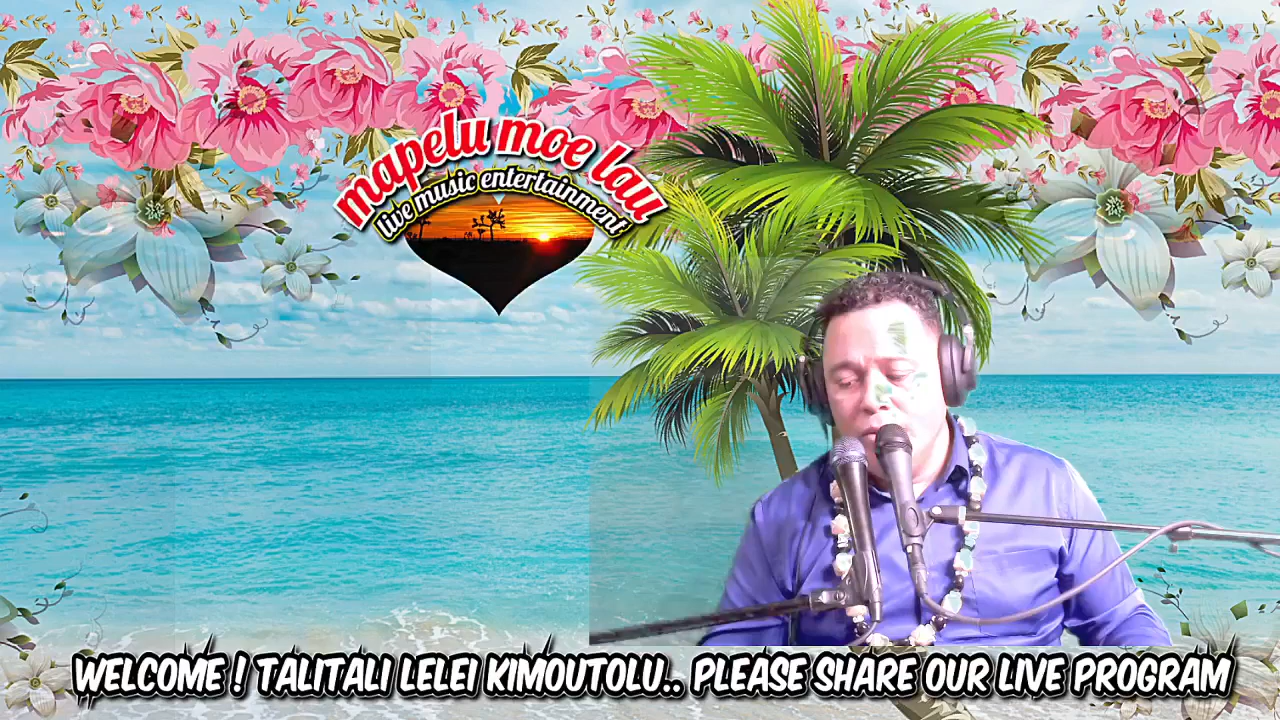 mapelu moe lau
live music entertainment
WELCOME! TALITALI LELEI KIMOUTOLU.. PLEASE SHARE OUR LIVE PROGRAM